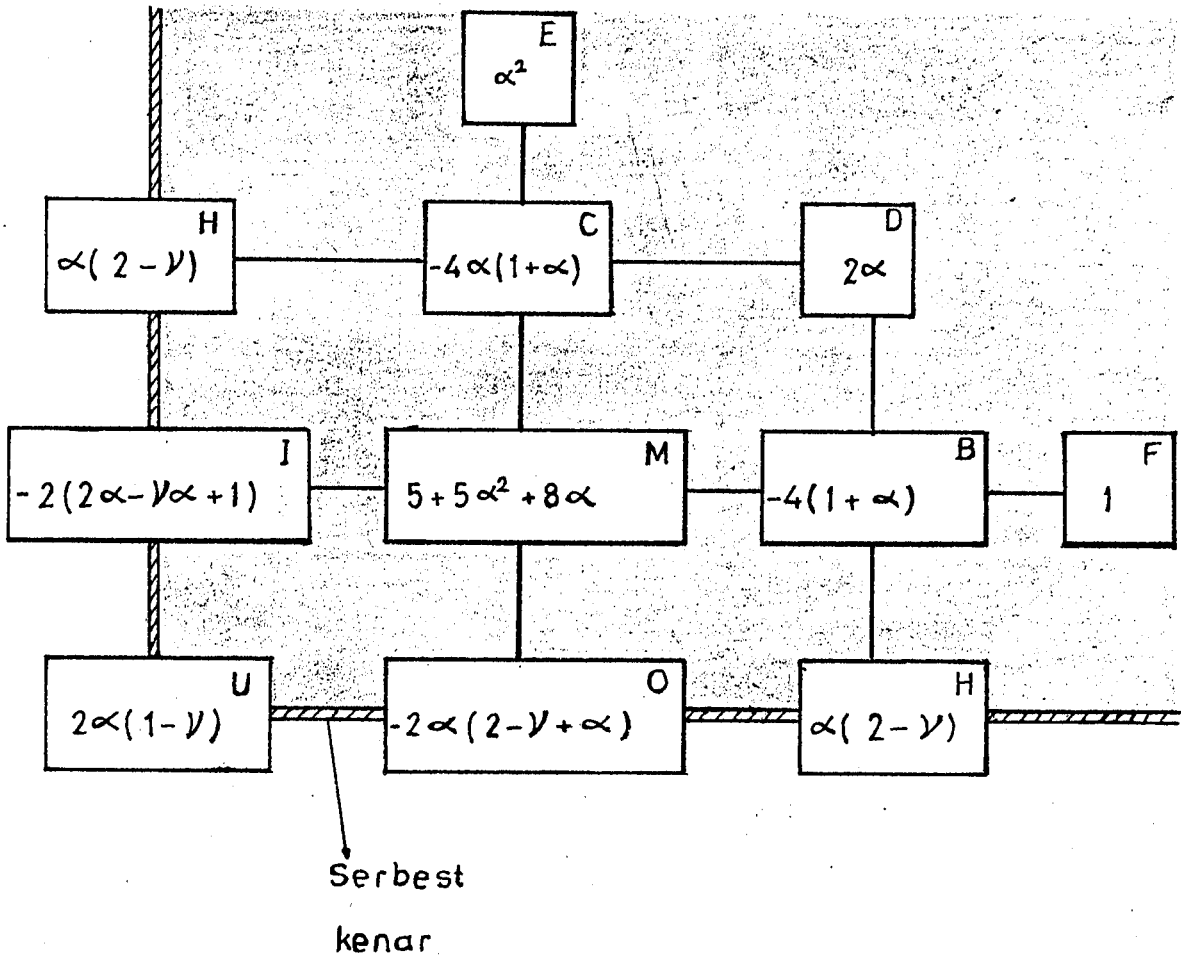 E
α²
H
α( 2 - ν)
C
-4α(1+α)
D
2α
I
-2(2α-να+1)
M
5+5α²+8α
B
-4(1+α)
F
1
U
2α(1-ν)
O
-2α(2-ν+α)
H
α( 2- ν)
Serbest
kenar